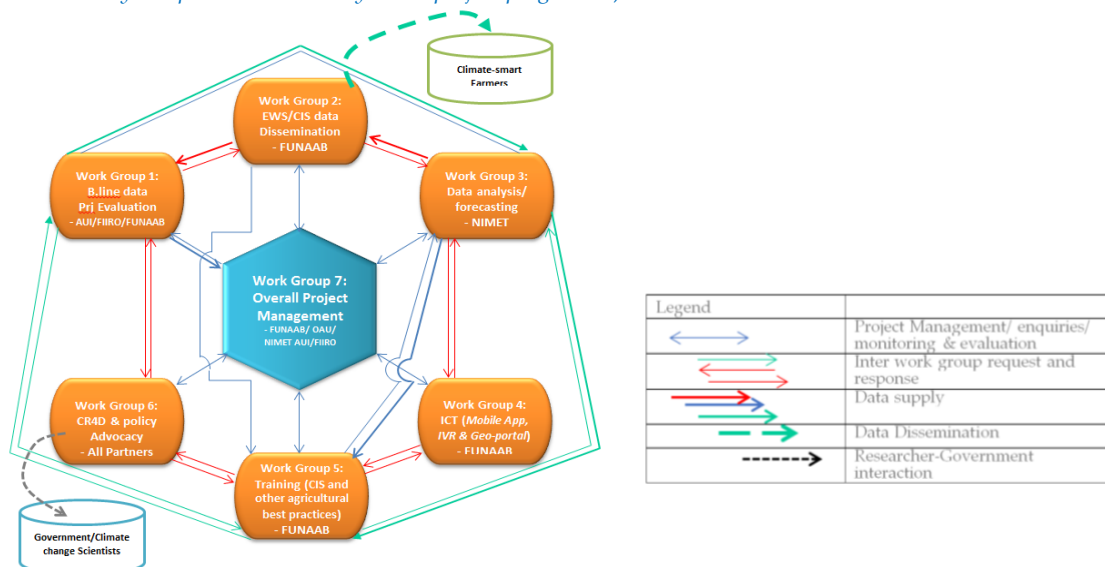 Climate-smart
Farmers
Work Group 2:
EWS/CIS data
Dissemination
- FUNAAB
Work Group 1:
B.line data
Prj Evaluation
- AUI/FIIRO/FUNAAB
Work Group 3:
Data analysis/
forecasting
- NIMET
Work Group 7:
Overall Project
Management
- FUNAAB/ OAU/
NIMET AUI/FIIRO
Work Group 6:
CR4D & policy
Advocacy
- All Partners
Work Group 4:
ICT (Mobile App,
IVR & Geo-portal)
- FUNAAB
Work Group 5:
Training (CIS and
other agricultural
best practices)
- FUNAAB
Government/Climate
change Scientists
Legend
Project Management/ enquiries/
monitoring & evaluation
Inter work group request and
response
Data supply
Data Dissemination
Researcher-Government
interaction